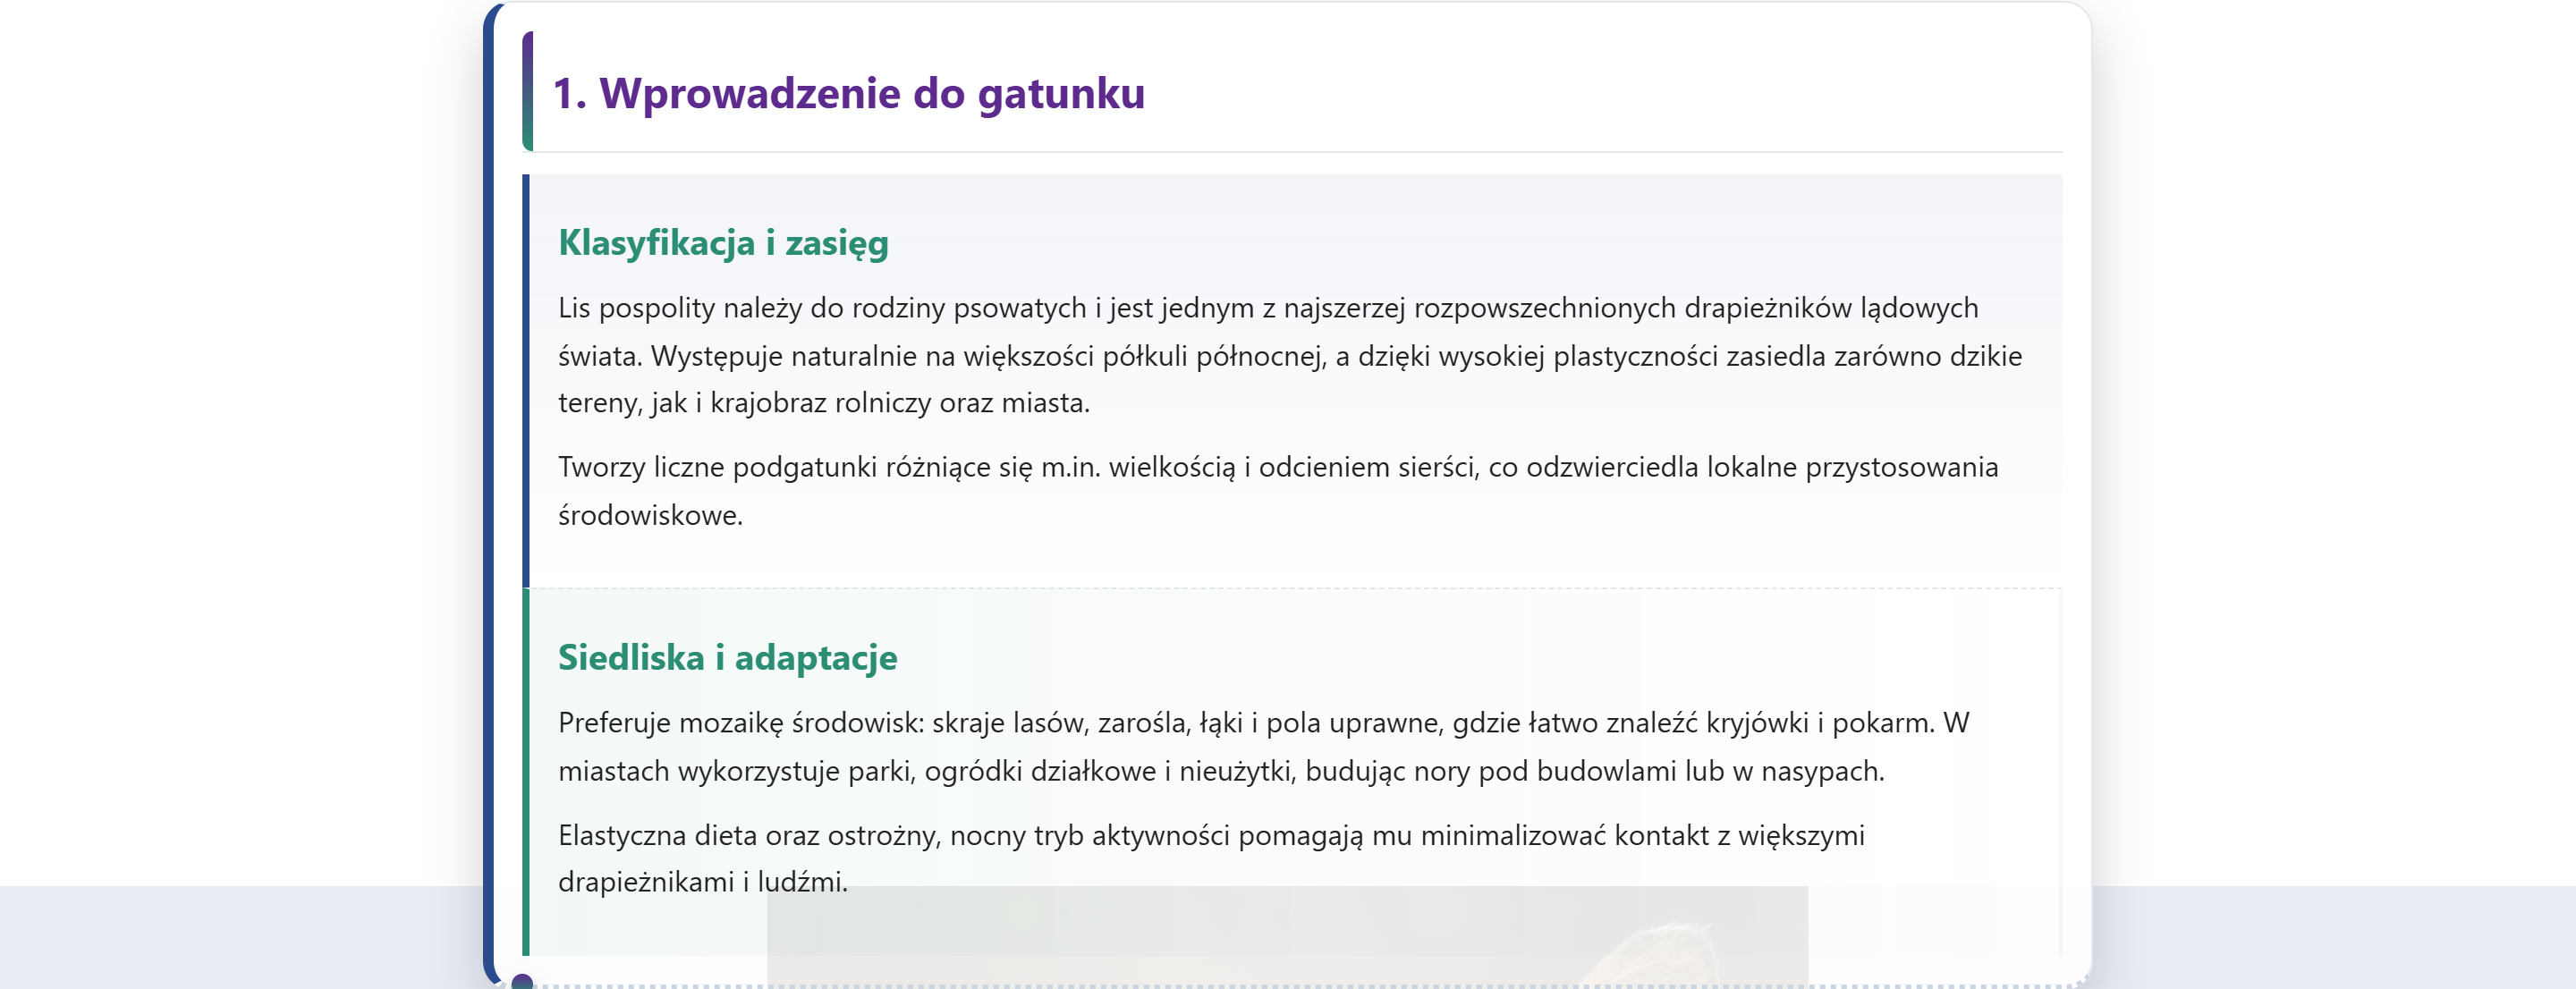 1. Wprowadzenie do gatunku
Klasyfikacja i zasięg
Lis pospolity należy do rodziny psowatych i jest jednym z najszerzej rozpowszechnionych drapieżników lądowych
świata. Występuje naturalnie na większości półkuli północnej, a dzięki wysokiej plastyczności zasiedla zarówno dzikie
tereny, jak i krajobraz rolniczy oraz miasta.
Tworzy liczne podgatunki różniące się m.in. wielkością i odcieniem sierści, co odzwierciedla lokalne przystosowania
środowiskowe.
Siedliska i adaptacje
Preferuje mozaikę środowisk: skraje lasów, zarośla, łąki i pola uprawne, gdzie łatwo znaleźć kryjówki i pokarm. W
miastach wykorzystuje parki, ogródki działkowe i nieużytki, budując nory pod budowlami lub w nasypach.
Elastyczna dieta oraz ostrożny, nocny tryb aktywności pomagają mu minimalizować kontakt z większymi
drapieżnikami i ludźmi.